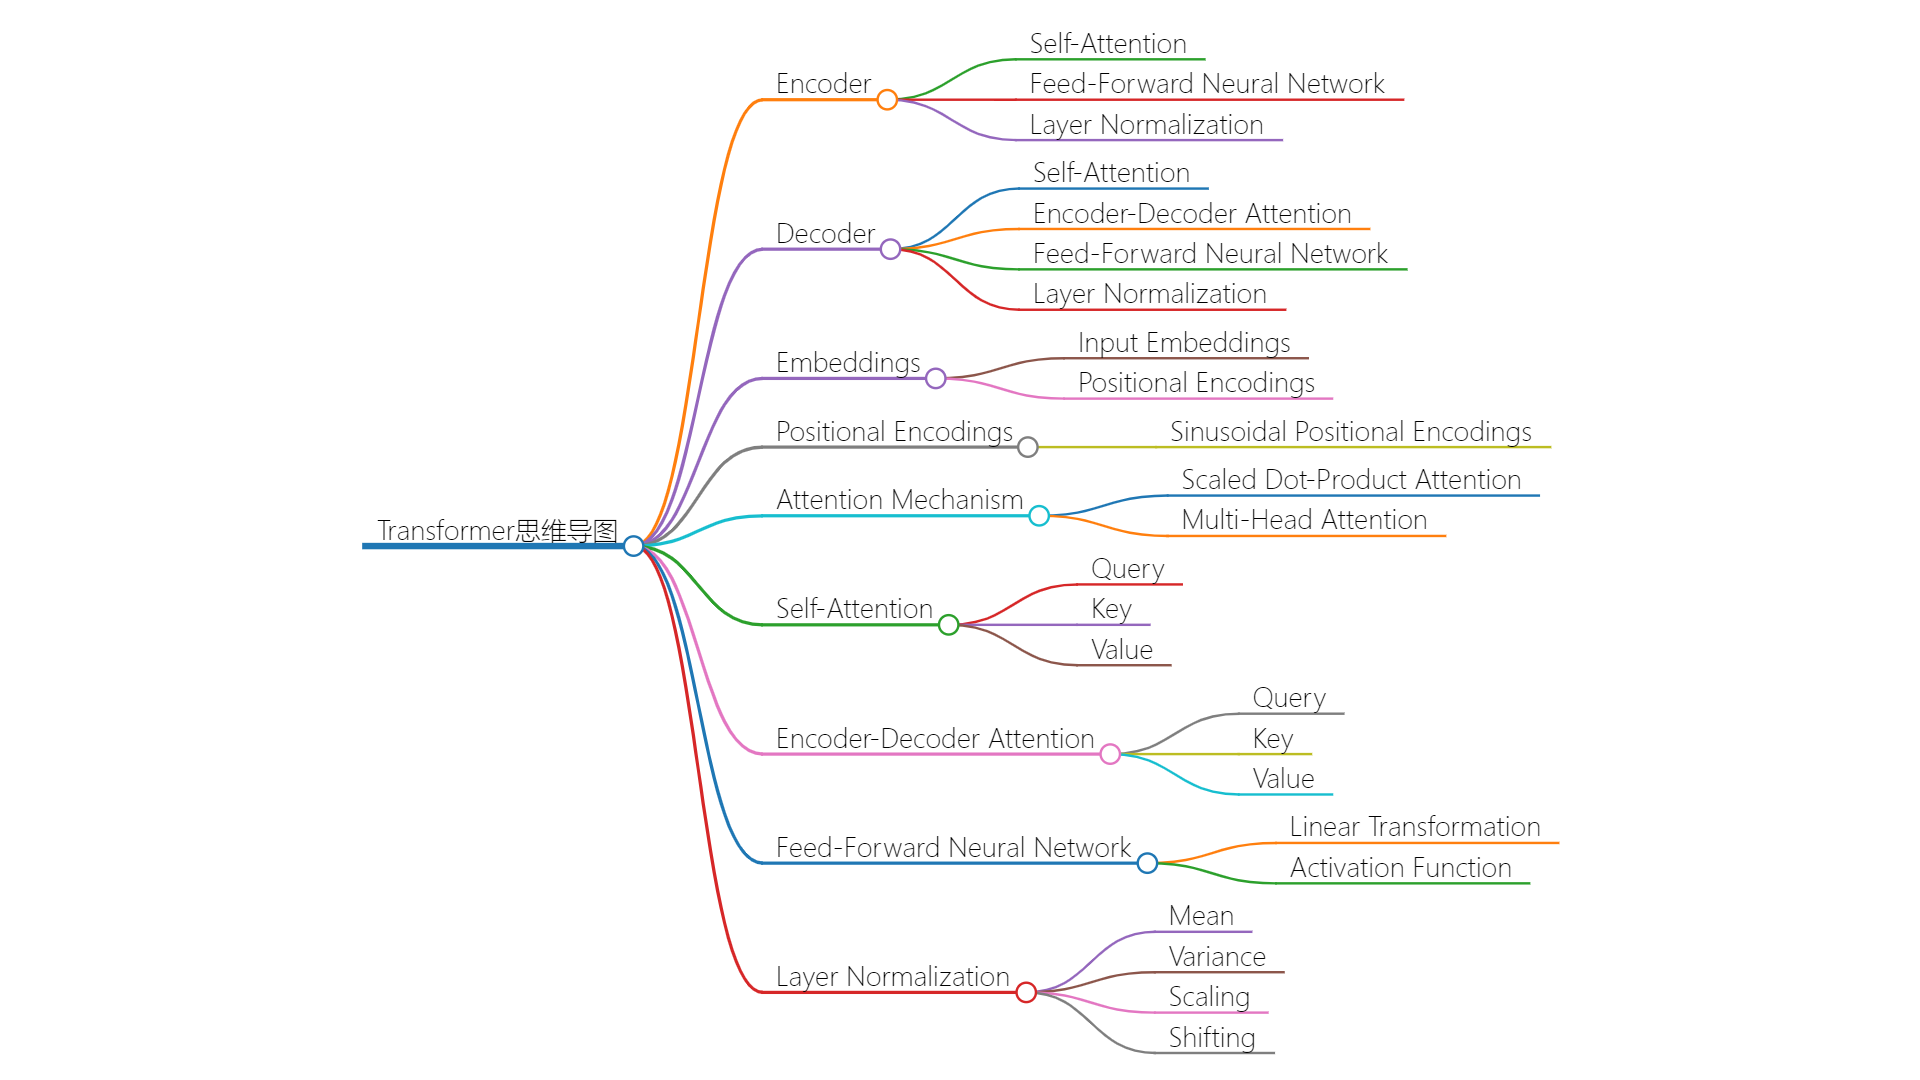 Transformer思维导图
Encoder
Self-Attention
Feed-Forward Neural Network
Layer Normalization
Decoder
Self-Attention
Encoder-Decoder Attention
Feed-Forward Neural Network
Layer Normalization
Embeddings
Input Embeddings
Positional Encodings
Positional Encodings
Sinusoidal Positional Encodings
Attention Mechanism
Scaled Dot-Product Attention
Multi-Head Attention
Self-Attention
Query
Key
Value
Encoder-Decoder Attention
Query
Key
Value
Feed-Forward Neural Network
Linear Transformation
Activation Function
Layer Normalization
Mean
Variance
Scaling
Shifting